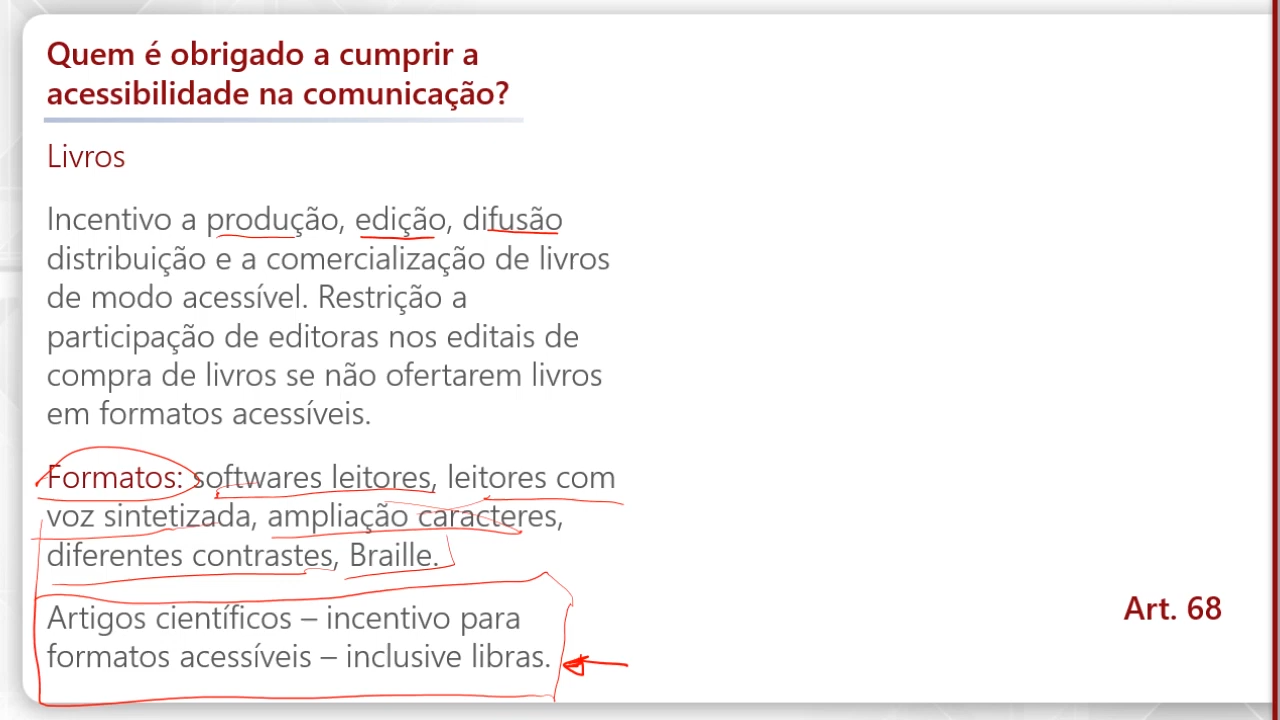 Quem é obrigado a cumprir a
acessibilidade na comunicação?
Livros
Incentivo a produção, edição, difusão
distribuição e a comercialização de livros
de modo acessível. Restrição a
participação de editoras nos editais de
compra de livros se não ofertarem livros
em formatos acessíveis.
Formatos: softwares leitores, leitores com
voz sintetizada, ampliação caracteres,
diferentes contrastes, Braille.
Artigos científicos – incentivo para
formatos acessíveis – inclusive libras.
Art. 68